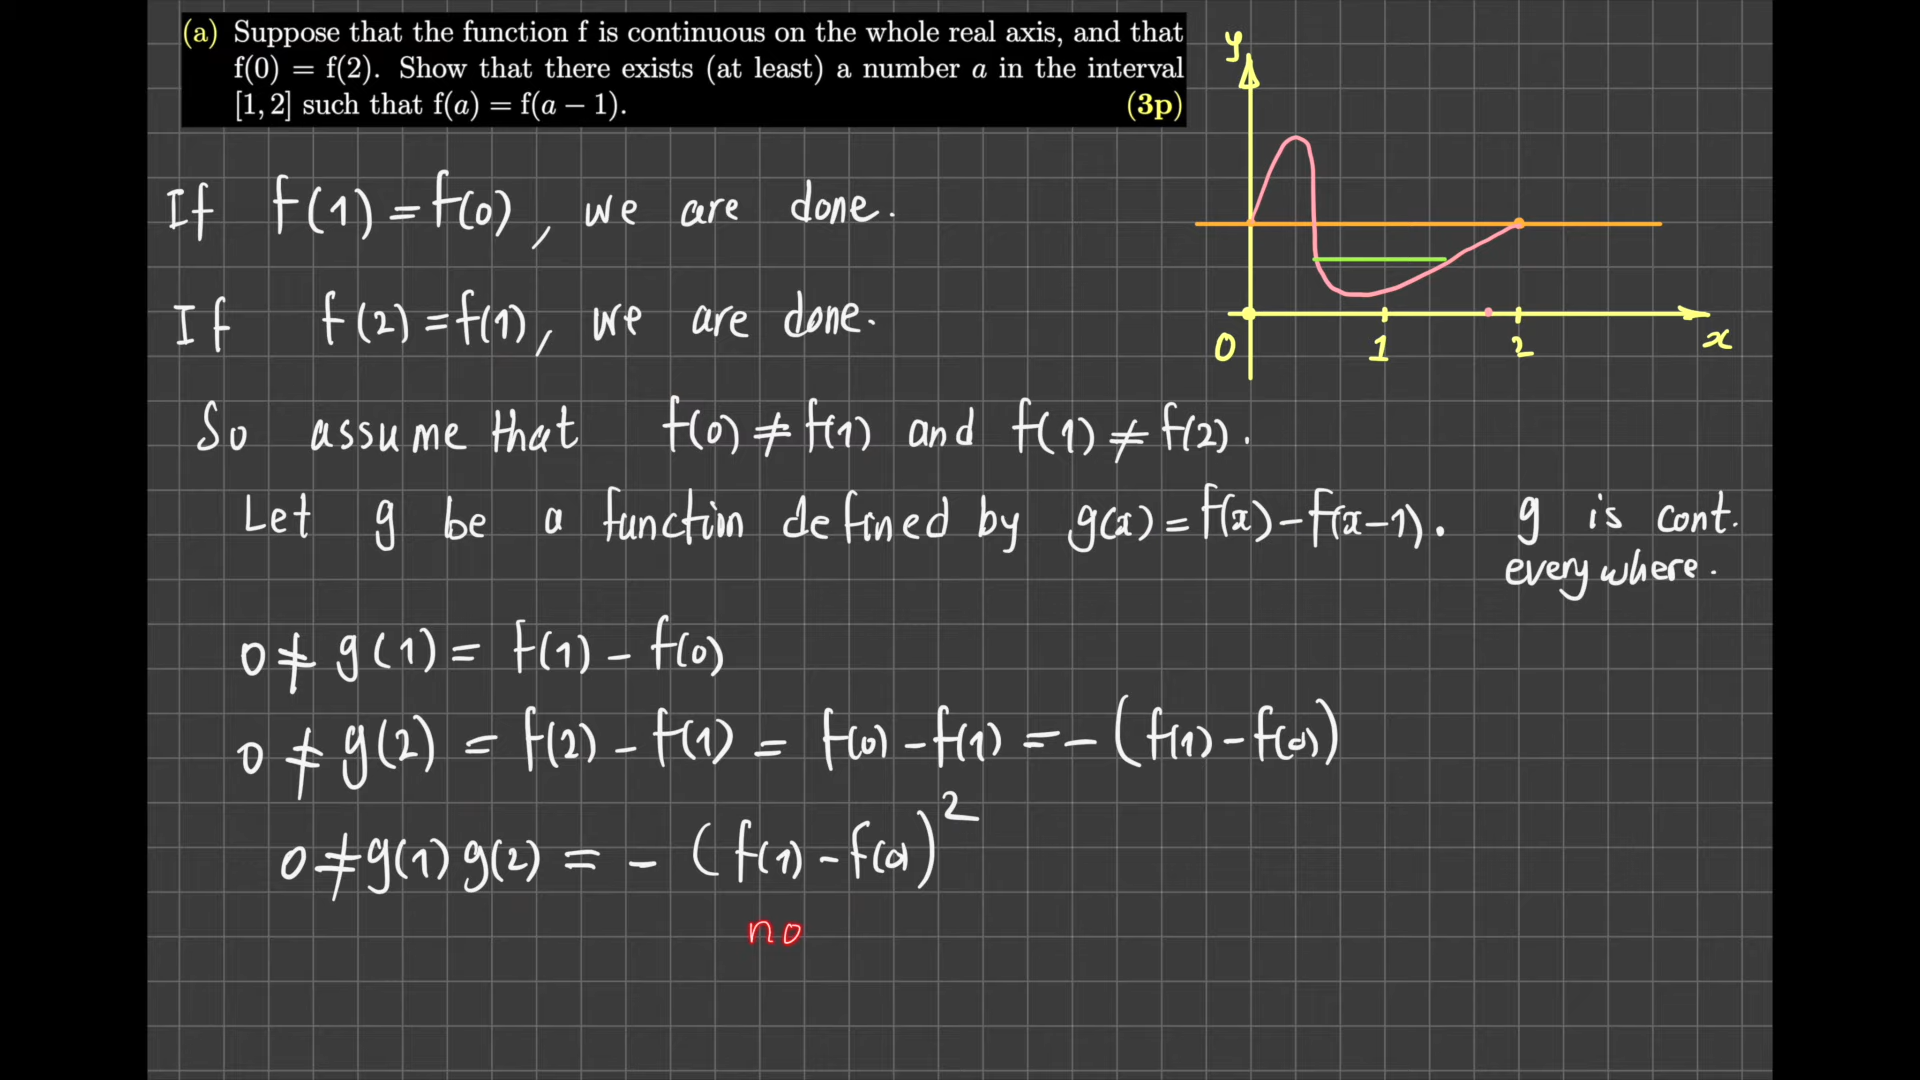 (a) Suppose that the function f is continuous on the whole real axis, and that
f(0) = f(2). Show that there exists (at least) a number a in the interval
[1, 2] such that f(a) = f(a − 1). (3p)
y
0 1 2 x
If f(1) = f(0), we are done.
If f(2) = f(1), we are done.
So assume that f(0) ≠ f(1) and f(1) ≠ f(2).
Let g be a function defined by g(x) = f(x) − f(x−1). g is cont.
everywhere.
0 ≠ g(1) = f(1) − f(0)
0 ≠ g(2) = f(2) − f(1) = f(0) − f(1) = −(f(1) − f(0))
0 ≠ g(1) g(2) = −(f(1) − f(0))²
no